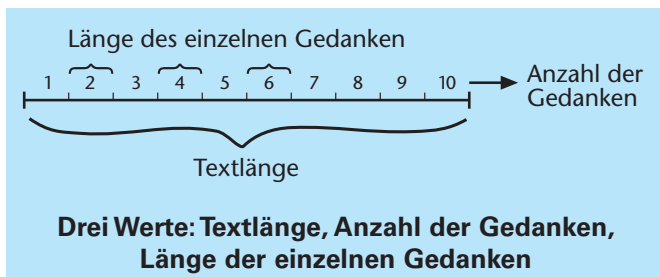 Länge des einzelnen Gedanken
1 2 3 4 5 6 7 8 9 10
Anzahl der
Gedanken
Textlänge
Drei Werte: Textlänge, Anzahl der Gedanken,
Länge der einzelnen Gedanken